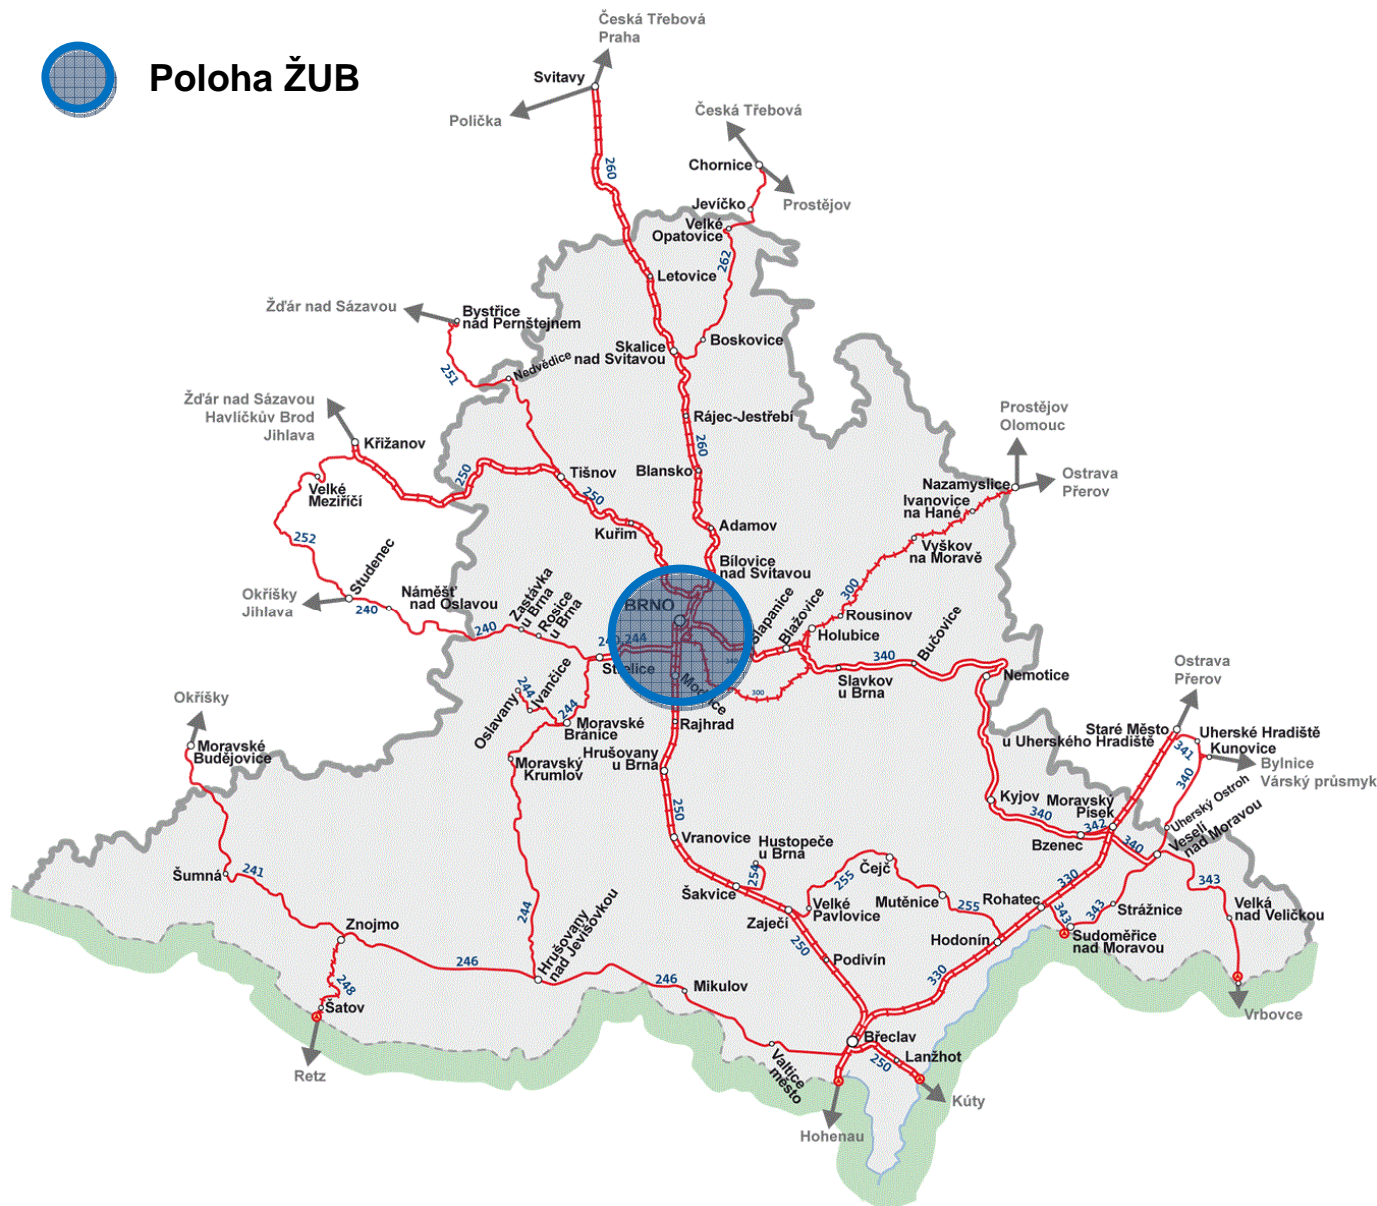 Poloha ŽUB
Česká Třebová
Praha
Svitavy
Polička
Česká Třebová
Chornice
Prostějov
Jevíčko
Velké
Opatovice
260
262
Letovice
Žďár nad Sázavou
Bystřice
nad Pernštejnem
Boskovice
Skalice
nad Svitavou
Nedvědice
251
Žďár nad Sázavou
Havlíčkův Brod
Jihlava
Křižanov
Rájec-Jestřebí
260
Prostějov
Olomouc
Ostrava
Přerov
Nazamyslice
Ivanovice
na Hané
Velké
Meziříčí
250
Tišnov
Blansko
250
Kuřim
Adamov
Vyškov
na Moravě
252
Studenec
Bílovice
nad Svitavou
Okříšky
Jihlava
240
Náměšť
nad Oslavou
240
Zastávka
u Brna
Rosice
u Brna
BRNO
240,244
Střelice
Šlapanice
Blažovice
300
Rousinov
Holubice
340
Bučovice
340
300
Slavkov
u Brna
Nemotice
Modřice
Okříšky
Moravské
Budějovice
Oslavany
244
Ivančice
244
Moravské
Bránice
Rajhrad
Hrušovany
u Brna
Moravský
Krumlov
Ostrava
Přerov
Staré Město
u Uherského Hradiště
341
Uherské Hradiště
Kunovice
Bylnice
Várský průsmyk
340
Kyjov
340
Moravský
Písek
342
Bzenec
340
Uherský Ostroh
Veselí
nad Moravou
250
Vranovice
Hustopeče
u Brna
254
Šumná
241
Šakvice
255
Čejč
Mutěnice
255
Velké
Pavlovice
Zaječí
Rohatec
330
343
343
Strážnice
343
Velká
nad Veličkou
Sudoměřice
nad Moravou
Hodonín
Znojmo
244
Hrušovany
nad Jevišovkou
246
246
248
Šatov
Mikulov
250
Podivín
330
Vrbovce
Retz
Břeclav
Lanžhot
250
Valtice
město
Kúty
Hohenau